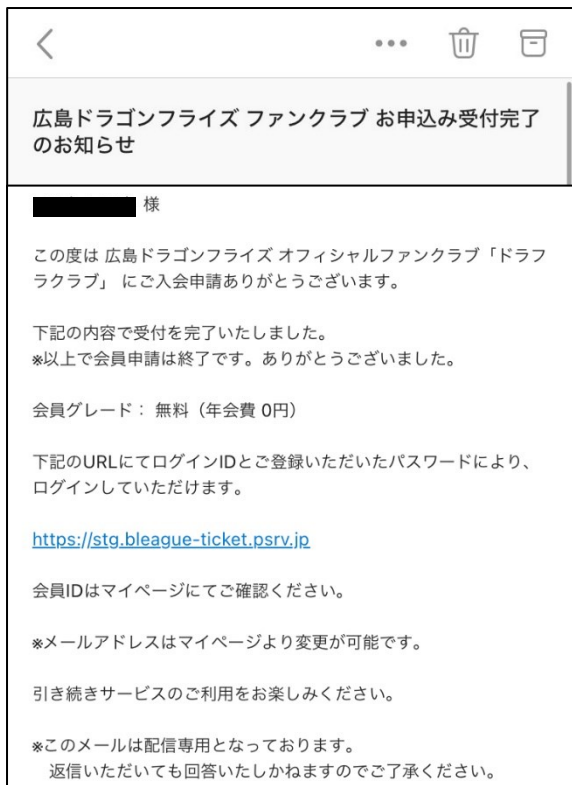 広島ドラゴンフライズ ファンクラブ お申込み受付完了
のお知らせ
様
この度は 広島ドラゴンフライズ オフィシャルファンクラブ「ドラフ
ラクラブ」 にご入会申請ありがとうございます。
下記の内容で受付を完了いたしました。
※以上で会員申請は終了です。ありがとうございました。
会員グレード： 無料（年会費 0円）
下記のURLにてログインIDとご登録いただいたパスワードにより、
ログインしていただけます。
https://stg.bleague-ticket.psrv.jp
会員IDはマイページにてご確認ください。
※メールアドレスはマイページより変更が可能です。
引き続きサービスのご利用をお楽しみください。
※このメールは配信専用となっております。
返信いただいても回答いたしかねますのでご了承ください。